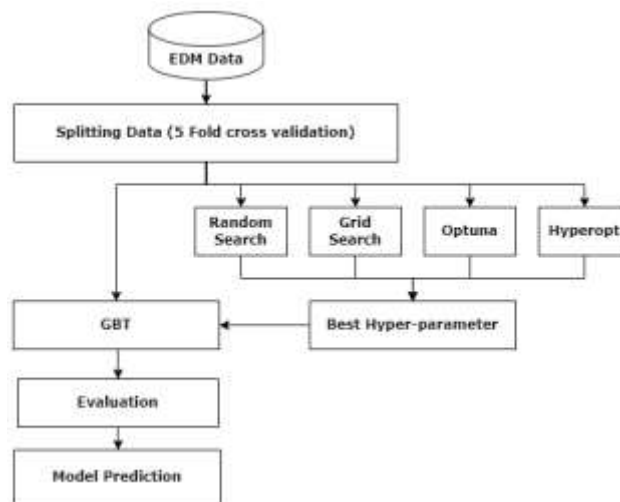 EDM Data
Splitting Data (5 Fold cross validation)
Random
Search
Grid
Search
Optuna
Hyperopt
GBT
Best Hyper-parameter
Evaluation
Model Prediction